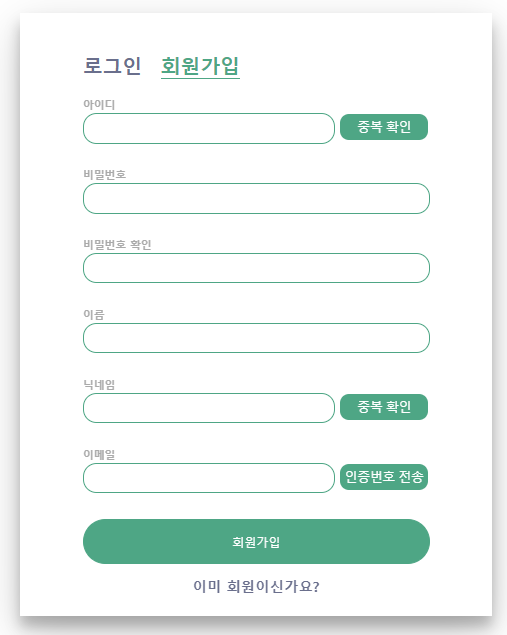 로그인 회원가입
아이디
중복 확인
비밀번호
비밀번호 확인
이름
닉네임
중복 확인
이메일
인증번호 전송
회원가입
이미 회원이신가요?